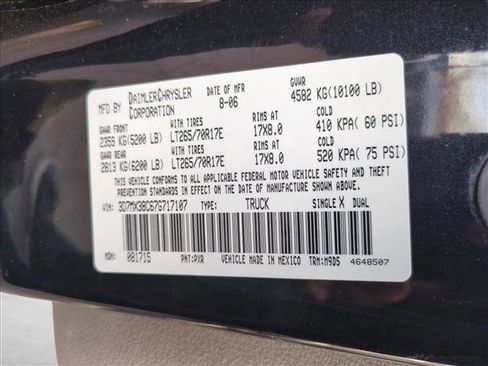 MFD BY DAIMLERCHRYSLER CORPORATION DATE OF MFR 8-06 GVWR 4582 KG(10100 LB)
GAWR FRONT WITH TIRES RIMS AT COLD
2359 KG(5200 LB) LT265/70R17E 17X8.0 410 KPA( 60 PSI)
GAWR REAR WITH TIRES RIMS AT COLD
2813 KG(6200 LB) LT265/70R17E 17X8.0 520 KPA( 75 PSI)
THIS VEHICLE CONFORMS TO ALL APPLICABLE FEDERAL MOTOR VEHICLE SAFETY AND THEFT
PREVENTION STANDARDS IN EFFECT ON THE DATE OF MANUFACTURE SHOWN ABOVE.
VIN: 3D7MX38C67G717107 TYPE: TRUCK SINGLE X DUAL
MDH: 081715 PNT:PXR VEHICLE MADE IN MEXICO TRM:M9D5
4648507